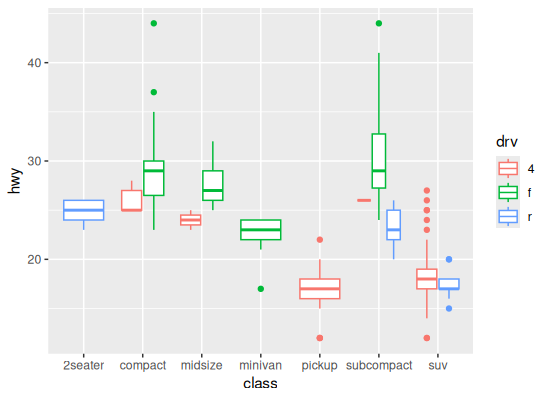 40
30
20
hwy
2seater compact midsize minivan pickup subcompact suv
class
drv
4
f
r